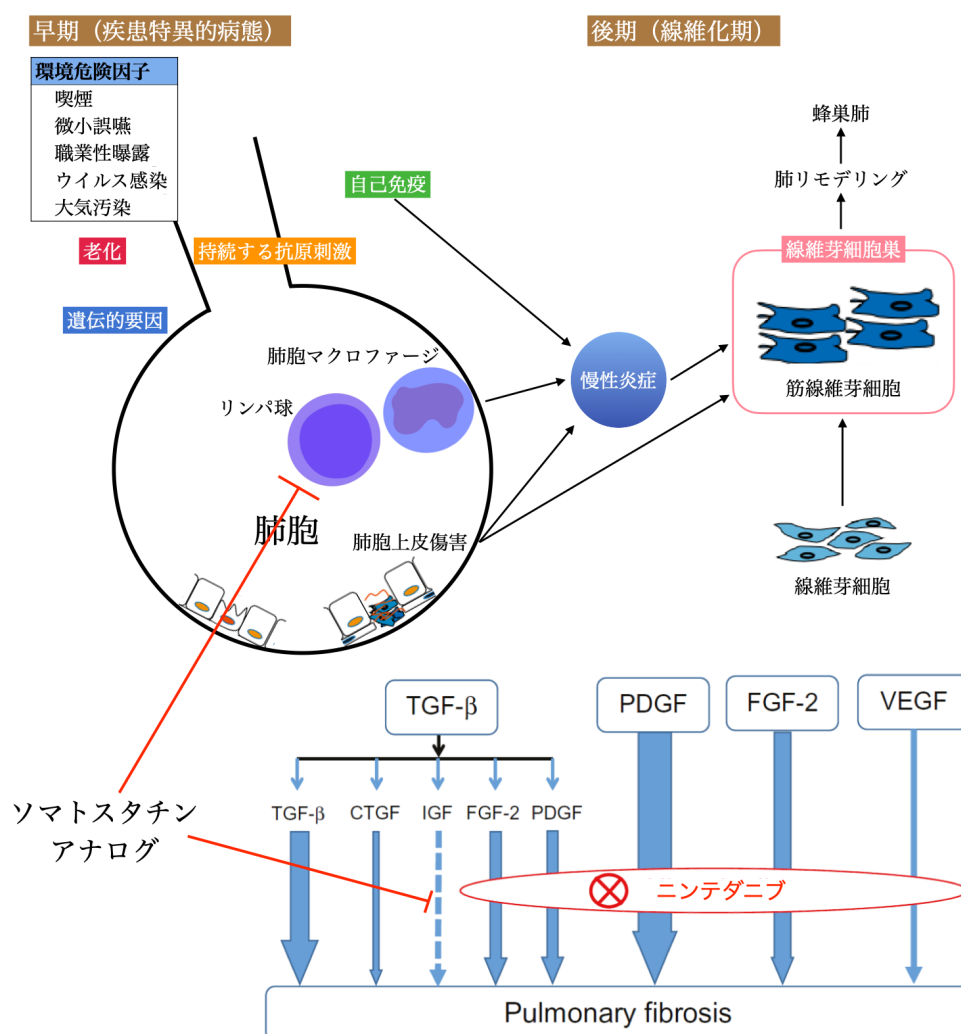 早期（疾患特異的病態）
後期（線維化期）
環境危険因子
喫煙
微小誤嚥
職業性曝露
ウイルス感染
大気汚染
老化
持続する抗原刺激
自己免疫
遺伝的要因
蜂巣肺
肺リモデリング
線維芽細胞巣
筋線維芽細胞
線維芽細胞
慢性炎症
肺胞マクロファージ
リンパ球
肺胞
肺胞上皮傷害
ソマトスタチン
アナログ
TGF-β
PDGF
FGF-2
VEGF
TGF-β CTGF IGF FGF-2 PDGF
ニンテダニブ
Pulmonary fibrosis